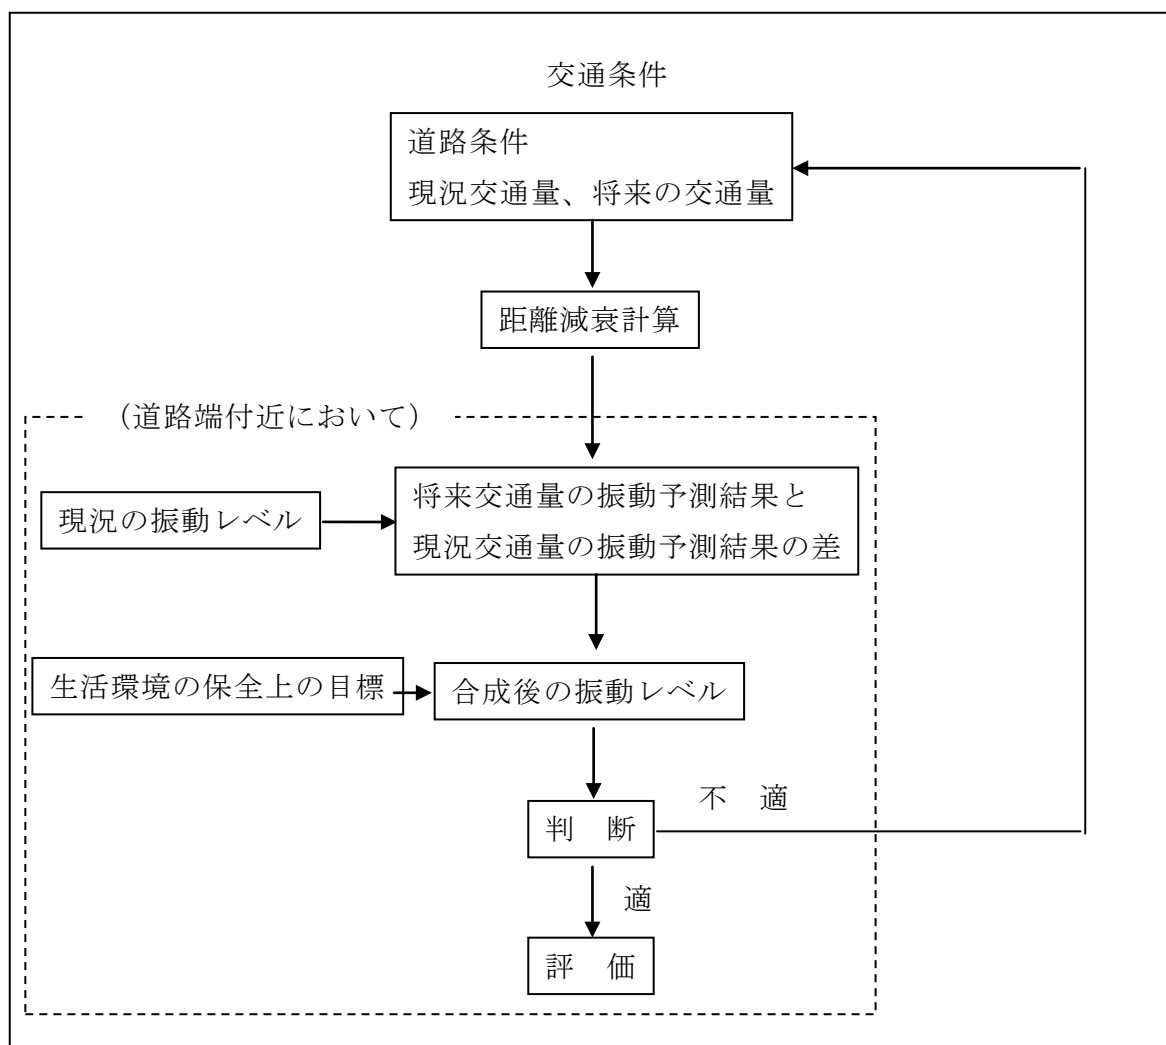 交通条件
道路条件
現況交通量、将来の交通量
距離減衰計算
(道路端付近において)
将来交通量の振動予測結果と
現況交通量の振動予測結果の差
現況の振動レベル
生活環境の保全上の目標
合成後の振動レベル
不　適
判　断
適
評　価